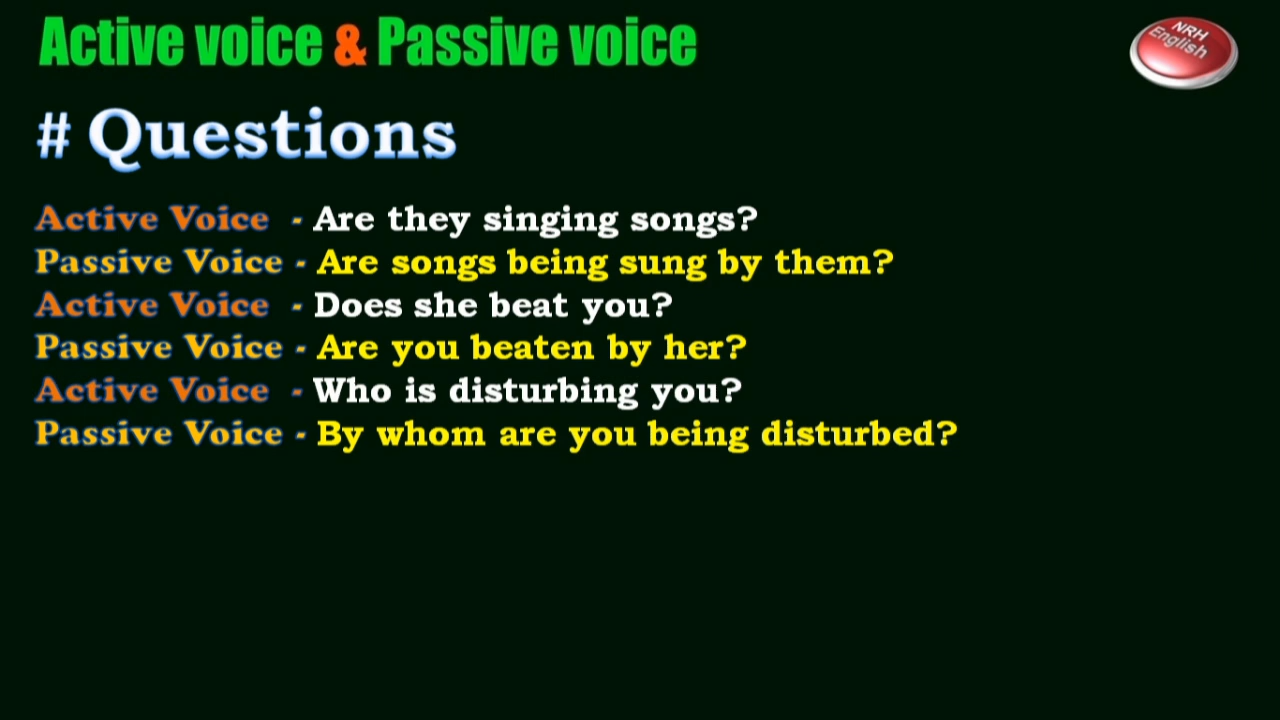 Active voice & Passive voice
NRH
English
# Questions
Active Voice - Are they singing songs?
Passive Voice - Are songs being sung by them?
Active Voice - Does she beat you?
Passive Voice - Are you beaten by her?
Active Voice - Who is disturbing you?
Passive Voice - By whom are you being disturbed?